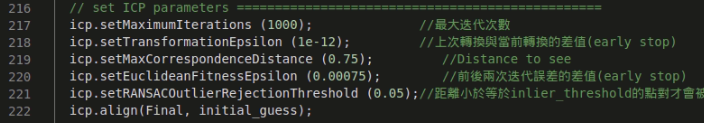 216 // set ICP parameters ================================================
217 icp.setMaximumIterations (1000); //最大迭代次數
218 icp.setTransformationEpsilon (1e-12); //上次轉換與當前轉換的差值(early stop)
219 icp.setMaxCorrespondenceDistance (0.75); //Distance to see
220 icp.setEuclideanFitnessEpsilon (0.00075); //前後兩次迭代誤差的差值(early stop)
221 icp.setRANSACOutlierRejectionThreshold (0.05);//距離小於等於inlier_threshold的點對才會被
222 icp.align(Final, initial_guess);